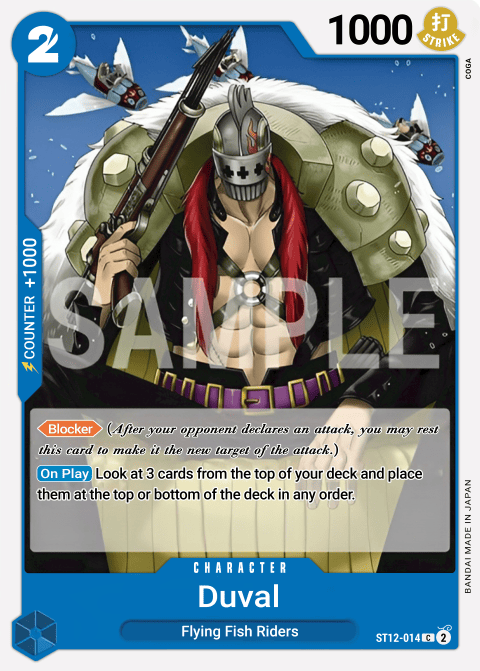 2
1000
打
STRIKE
COGA
COUNTER +1000
SAMPLE
Blocker (After your opponent declares an attack, you may rest
this card to make it the new target of the attack.)
On Play Look at 3 cards from the top of your deck and place
them at the top or bottom of the deck in any order.
CHARACTER
Duval
Flying Fish Riders
ST12-014 C 2
BANDAI MADE IN JAPAN